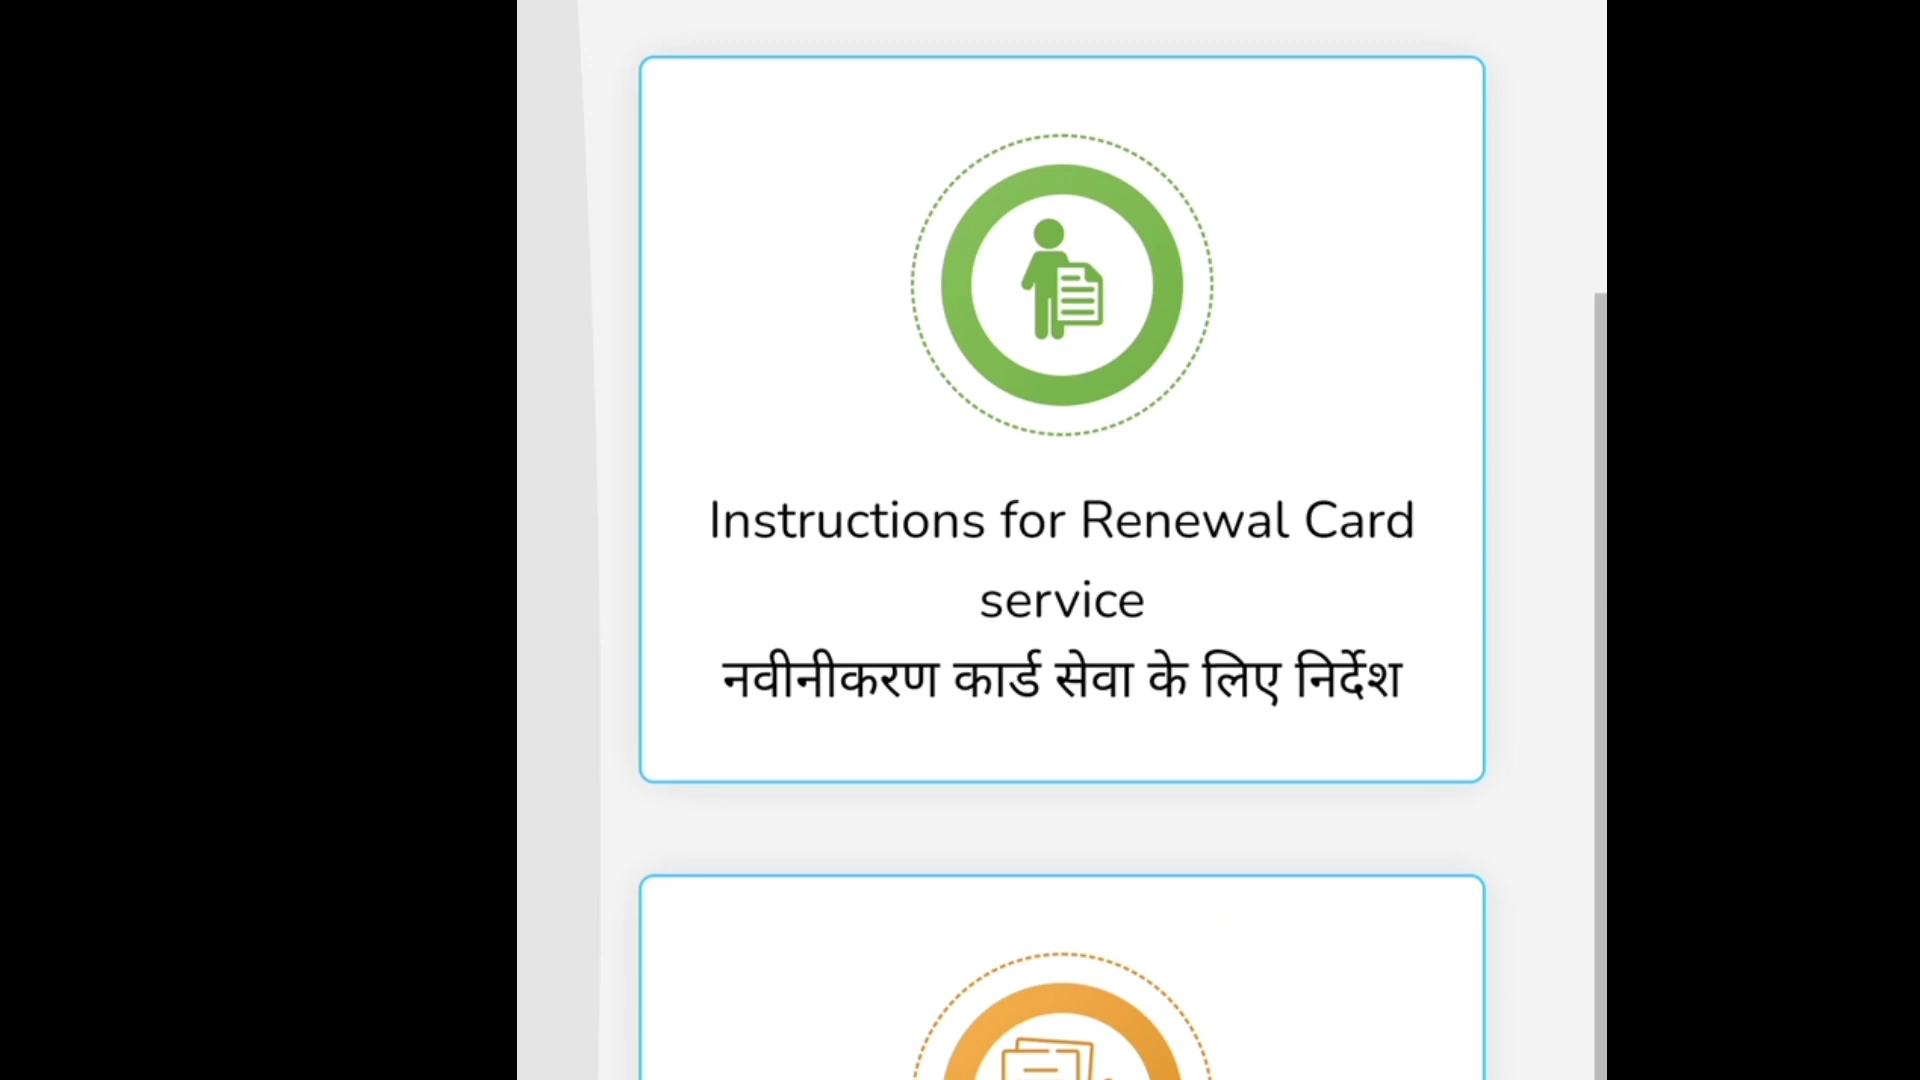 Instructions for Renewal Card
service
नवीनीकरण कार्ड सेवा के लिए निर्देश